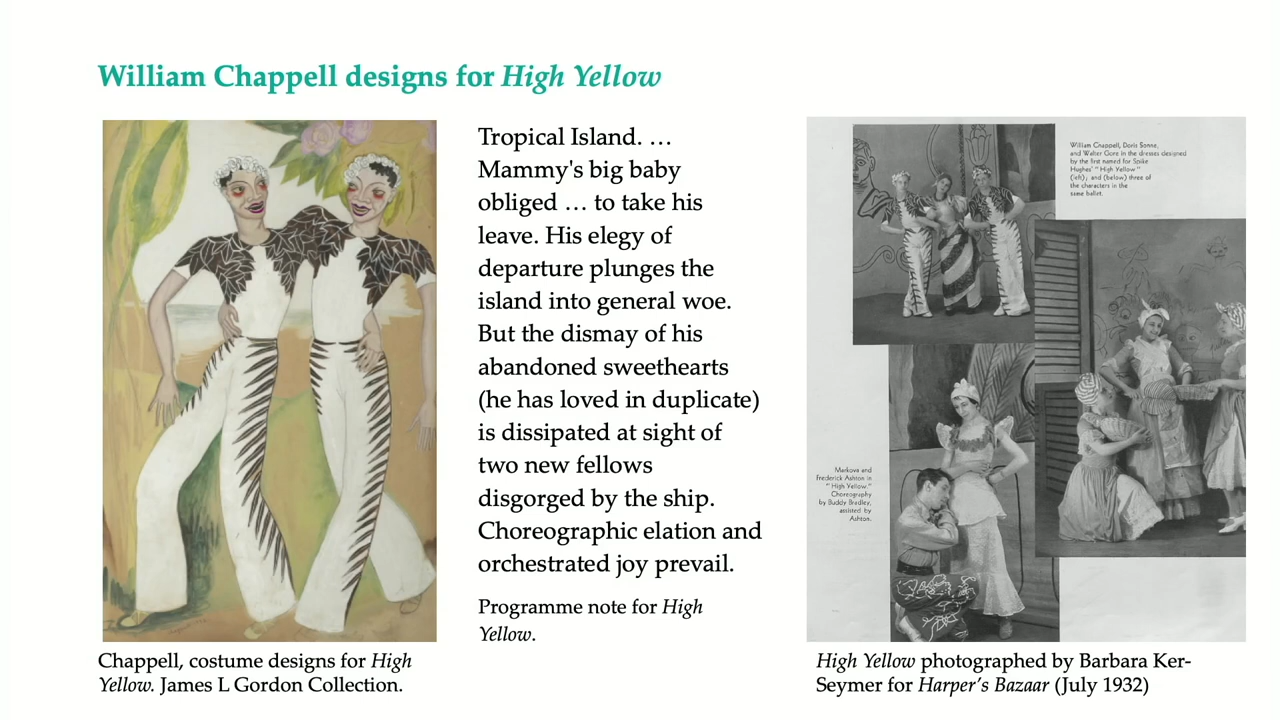 William Chappell designs for High Yellow
Tropical Island. …
Mammy's big baby
obliged … to take his
leave. His elegy of
departure plunges the
island into general woe.
But the dismay of his
abandoned sweethearts
(he has loved in duplicate)
is dissipated at sight of
two new fellows
disgorged by the ship.
Choreographic elation and
orchestrated joy prevail.
Programme note for High
Yellow.
Chappell, costume designs for High
Yellow. James L Gordon Collection.
William Chappell, Doris Sonne,
and Walter Gore in the dresses designed
by the first named for Spike
Hughes' "High Yellow"
(left); and (below) three of
the characters in the
same ballet.
Markova and
Frederick Ashton in
"High Yellow."
Choreography
by Buddy Bradley,
assisted by
Ashton.
High Yellow photographed by Barbara Ker-
Seymer for Harper's Bazaar (July 1932)